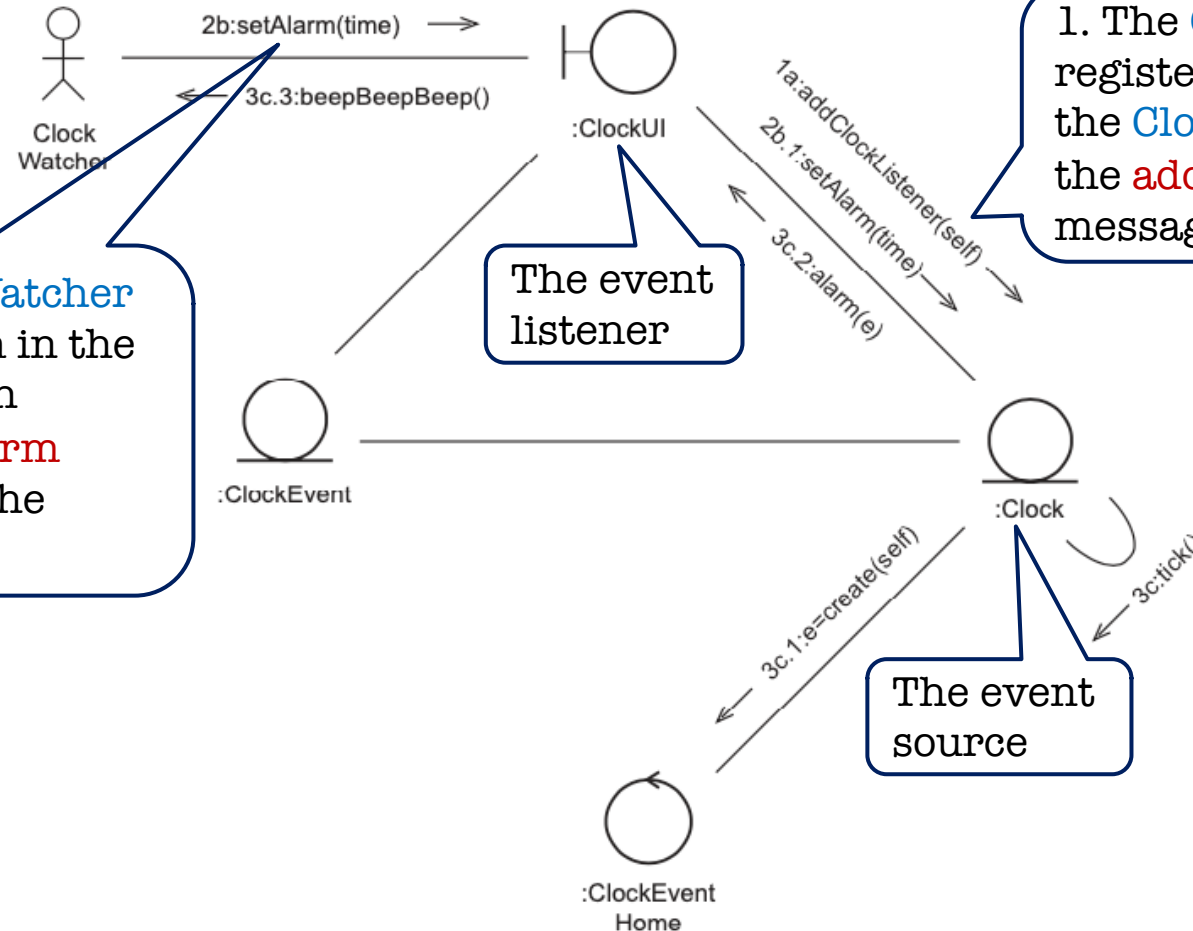 2b:setAlarm(time)
3c.3:beepBeepBeep()
Clock
Watcher
:ClockUI
1a:addClockListener(self)
2b.1:setAlarm(time)
3c.2:alarm(e)
1. The
registe
the Clo
the add
messag
atcher
in the
rm
he
The event
listener
:ClockEvent
:Clock
3c:tick()
3c.1:e=create(self)
The event
source
:ClockEvent
Home